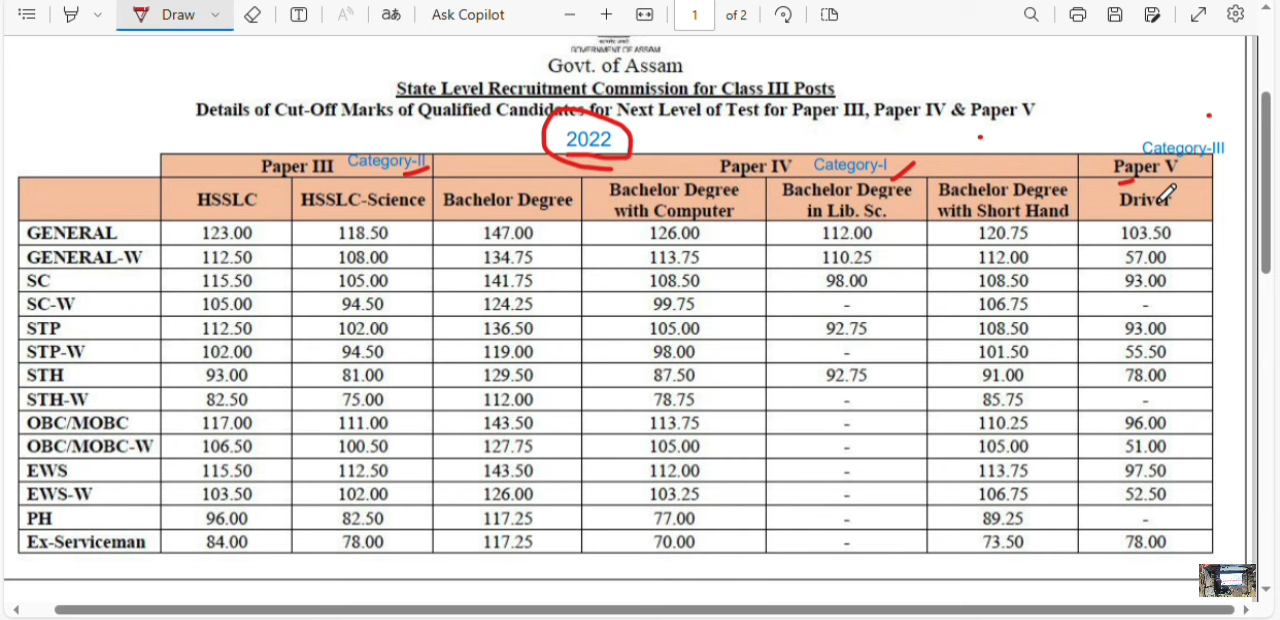 Draw
Ask Copilot
1 of 2
GOVERNMENT OF ASSAM
Govt. of Assam
State Level Recruitment Commission for Class III Posts
Details of Cut-Off Marks of Qualified Candidates for Next Level of Test for Paper III, Paper IV & Paper V
2022
Category-III
Paper III Category-II Paper IV Category-I Paper V
HSSLC HSSLC-Science Bachelor Degree Bachelor Degree with Computer Bachelor Degree in Lib. Sc. Bachelor Degree with Short Hand Driver
GENERAL 123.00 118.50 147.00 126.00 112.00 120.75 103.50
GENERAL-W 112.50 108.00 134.75 113.75 110.25 112.00 57.00
SC 115.50 105.00 141.75 108.50 98.00 108.50 93.00
SC-W 105.00 94.50 124.25 99.75 - 106.75 -
STP 112.50 102.00 136.50 105.00 92.75 108.50 93.00
STP-W 102.00 94.50 119.00 98.00 - 101.50 55.50
STH 93.00 81.00 129.50 87.50 92.75 91.00 78.00
STH-W 82.50 75.00 112.00 78.75 - 85.75 -
OBC/MOBC 117.00 111.00 143.50 113.75 - 110.25 96.00
OBC/MOBC-W 106.50 100.50 127.75 105.00 - 105.00 51.00
EWS 115.50 112.50 143.50 112.00 - 113.75 97.50
EWS-W 103.50 102.00 126.00 103.25 - 106.75 52.50
PH 96.00 82.50 117.25 77.00 - 89.25 -
Ex-Serviceman 84.00 78.00 117.25 70.00 - 73.50 78.00